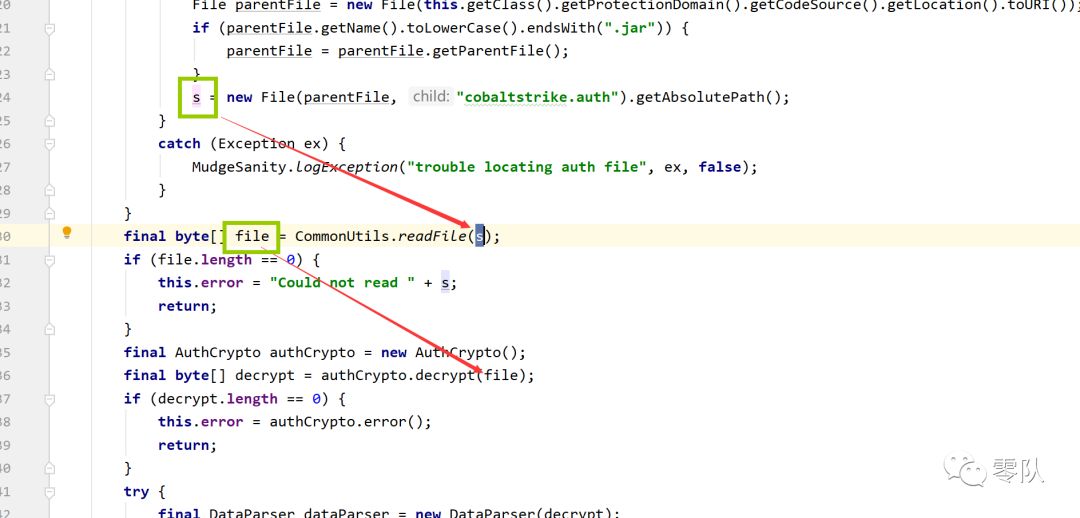 20 File parentFile = new File(this.getClass().getProtectionDomain().getCodeSource().getLocation().toURI());
21 if (parentFile.getName().toLowerCase().endsWith(".jar")) {
22 parentFile = parentFile.getParentFile();
23 }
24 s = new File(parentFile, child: "cobaltstrike.auth").getAbsolutePath();
25 }
26 catch (Exception ex) {
27 MudgeSanity.logException("trouble locating auth file", ex, false);
28 }
29 }
30 final byte[] file = CommonUtils.readFile(s);
31 if (file.length == 0) {
32 this.error = "Could not read " + s;
33 return;
34 }
35 final AuthCrypto authCrypto = new AuthCrypto();
36 final byte[] decrypt = authCrypto.decrypt(file);
37 if (decrypt.length == 0) {
38 this.error = authCrypto.error();
39 return;
40 }
41 try {
42 final DataParser dataParser = new DataParser(decrypt);
零队